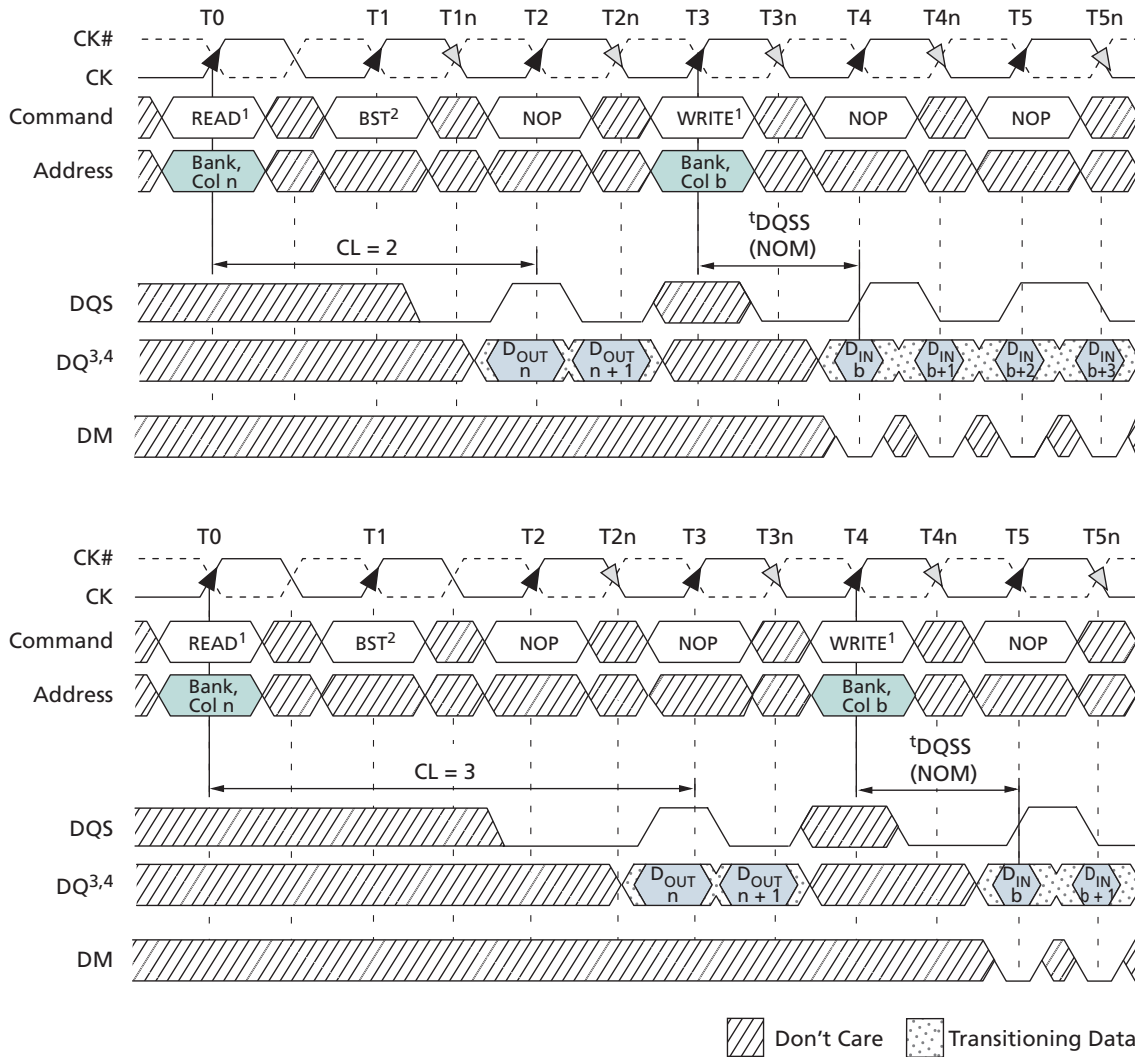 T0 T1 T1n T2 T2n T3 T3n T4 T4n T5 T5n
CK#
CK
Command READ¹ BST² NOP WRITE¹ NOP NOP
Address Bank, Col n Bank, Col b
CL = 2
tDQSS
(NOM)
DQS
DQ³,⁴ DOUT n DOUT n + 1 DIN b DIN b+1 DIN b+2 DIN b+3
DM
T0 T1 T2 T2n T3 T3n T4 T4n T5 T5n
CK#
CK
Command READ¹ BST² NOP NOP WRITE¹ NOP
Address Bank, Col n Bank, Col b
CL = 3
tDQSS
(NOM)
DQS
DQ³,⁴ DOUT n DOUT n + 1 DIN b DIN b + 1
DM
Don't Care Transitioning Data